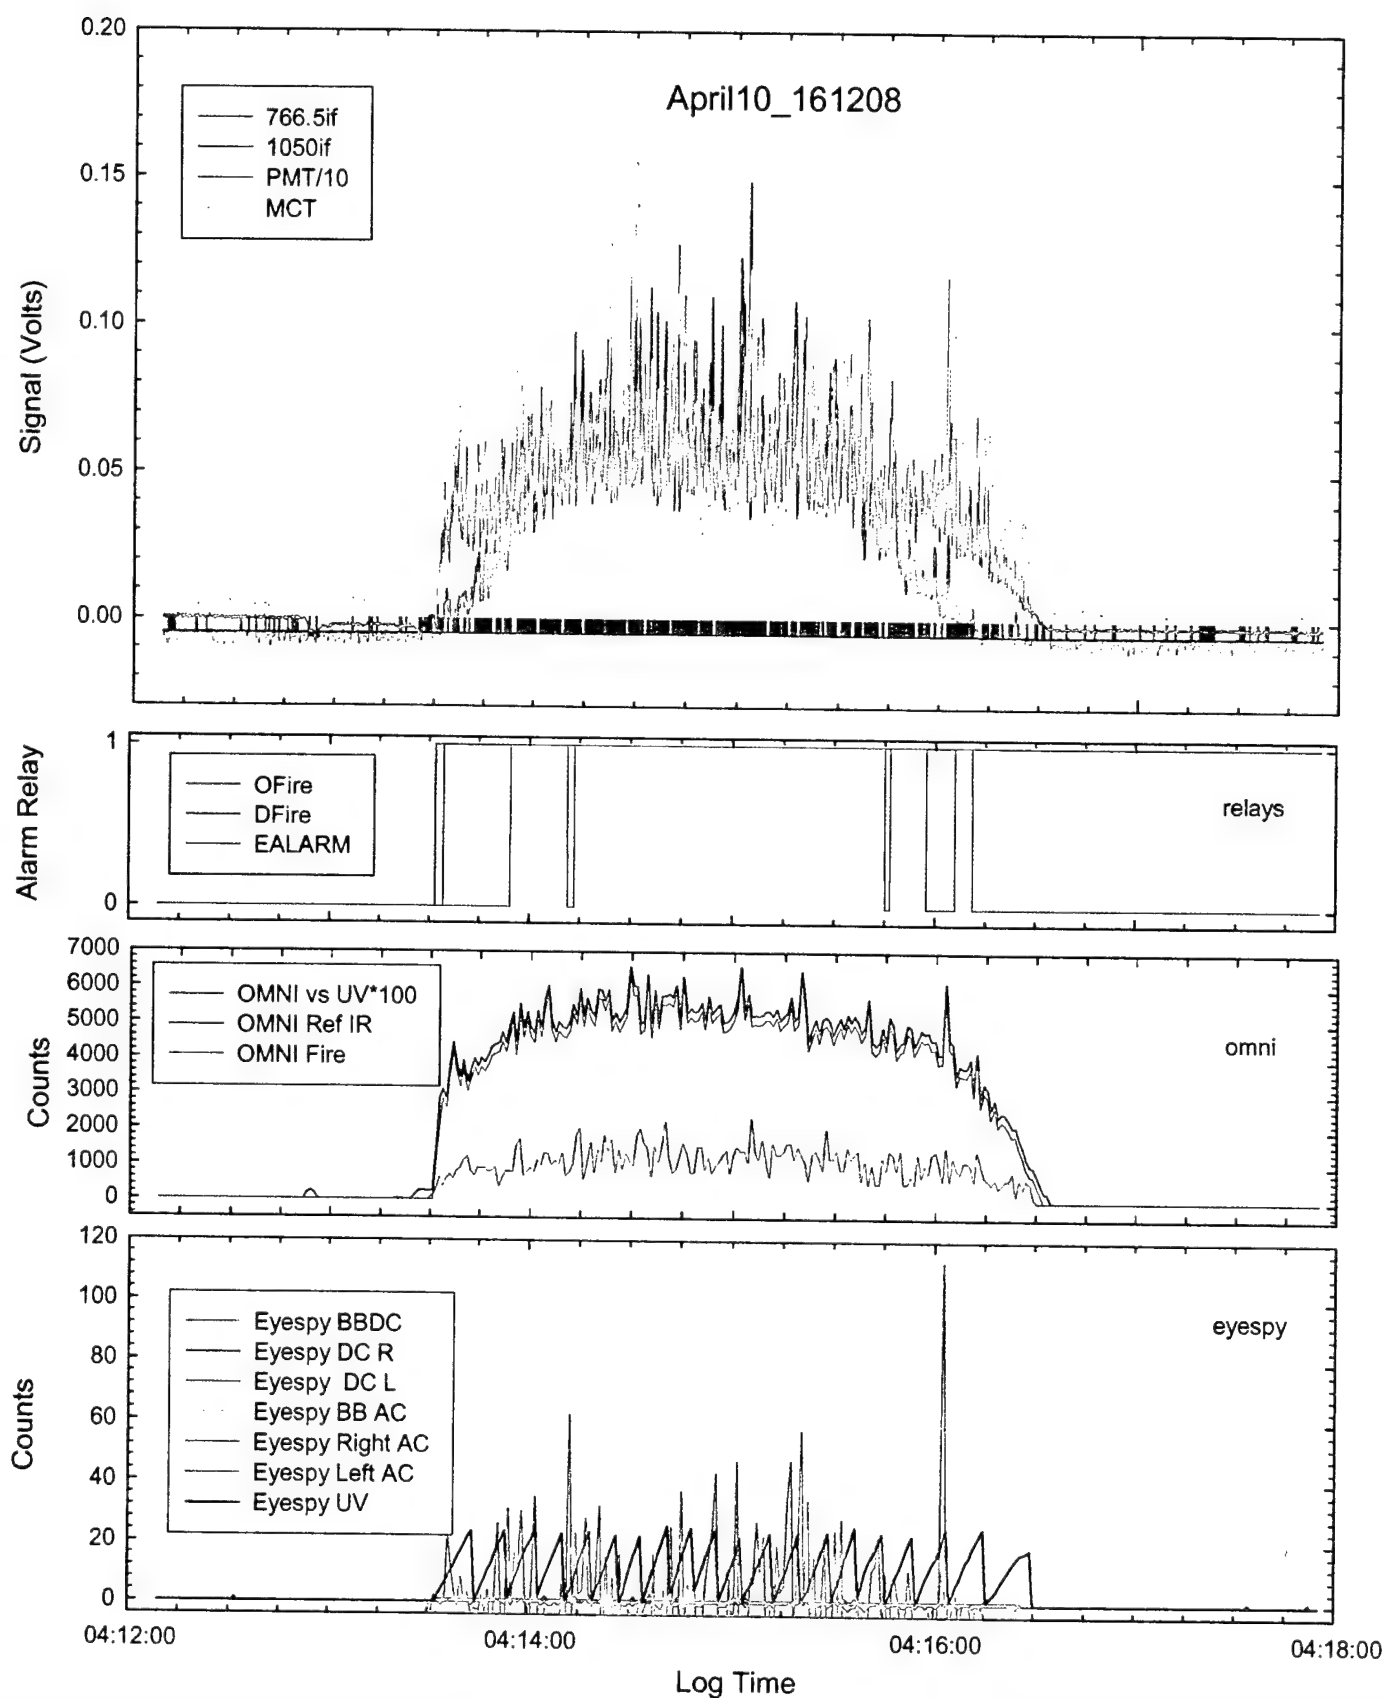 April10_161208
0.20
0.15
0.10
0.05
0.00
Signal (Volts)
766.5if
1050if
PMT/10
MCT
1
0
Alarm Relay
OFire
DFire
EALARM
relays
7000
6000
5000
4000
3000
2000
1000
0
Counts
OMNI vs UV*100
OMNI Ref IR
OMNI Fire
omni
120
100
80
60
40
20
0
Counts
Eyespy BBDC
Eyespy DC R
Eyespy DC L
Eyespy BB AC
Eyespy Right AC
Eyespy Left AC
Eyespy UV
eyespy
04:12:00 04:14:00 04:16:00 04:18:00
Log Time